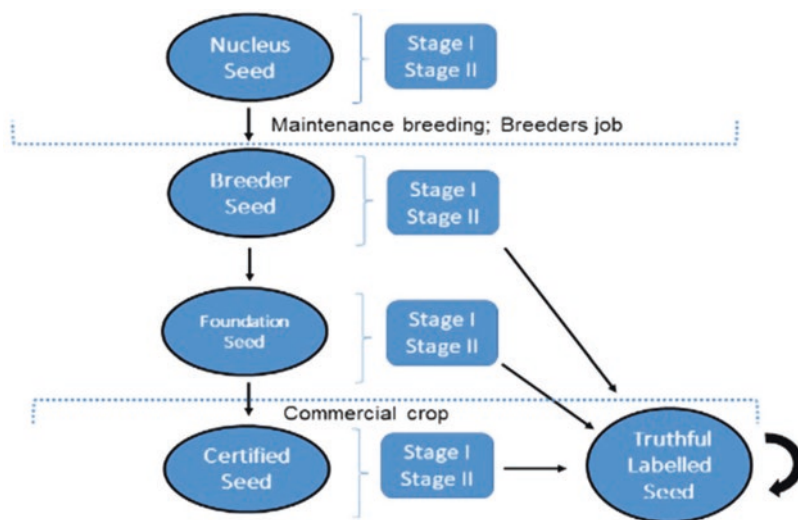 Nucleus
Seed
Stage I
Stage II
Maintenance breeding; Breeders job
Breeder
Seed
Stage I
Stage II
Foundation
Seed
Stage I
Stage II
Commercial crop
Certified
Seed
Stage I
Stage II
Truthful
Labelled
Seed